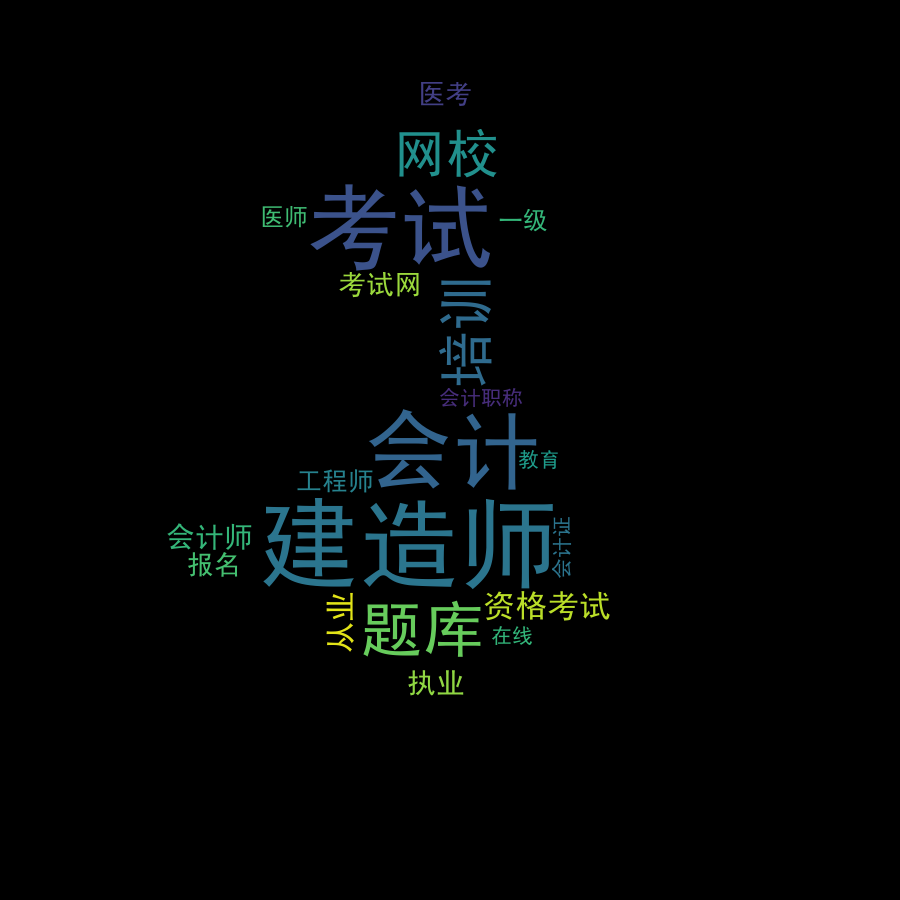 医考
网校
考试
医师
一级
考试网
培训
会计职称
会计
教育
工程师
建造师
会计师
会计证
报名
从业
题库
资格考试
在线
执业